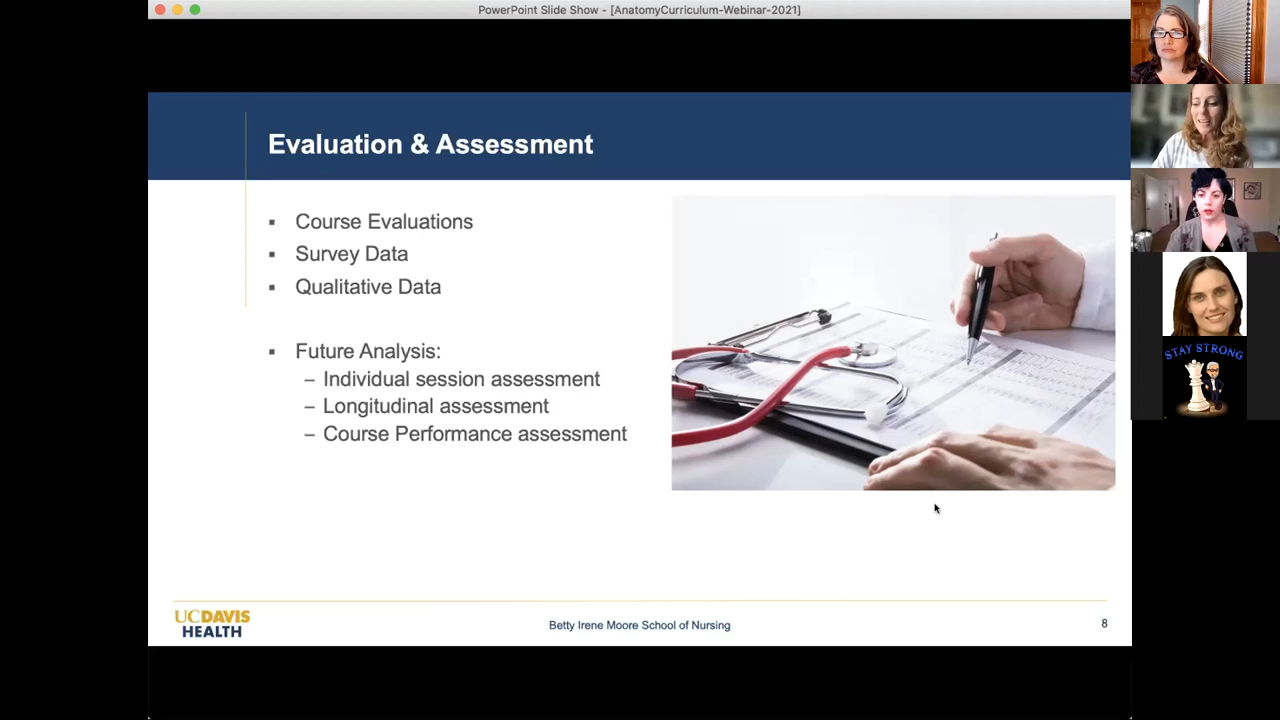 PowerPoint Slide Show - [AnatomyCurriculum-Webinar-2021]
Evaluation & Assessment
▪ Course Evaluations
▪ Survey Data
▪ Qualitative Data
▪ Future Analysis:
– Individual session assessment
– Longitudinal assessment
– Course Performance assessment
STAY STRONG
UCDAVIS
HEALTH
Betty Irene Moore School of Nursing
8